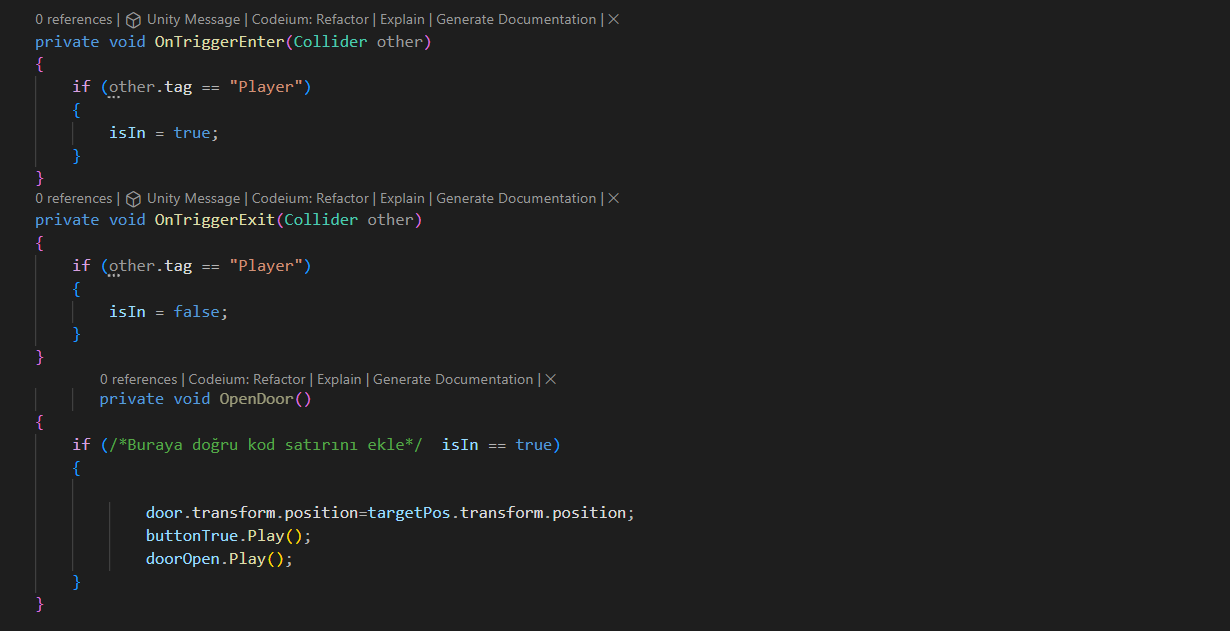 0 references | Unity Message | Codeium: Refactor | Explain | Generate Documentation | ×
private void OnTriggerEnter(Collider other)
{
    if (other.tag == "Player")
    {
        isIn = true;
    }
}
0 references | Unity Message | Codeium: Refactor | Explain | Generate Documentation | ×
private void OnTriggerExit(Collider other)
{
    if (other.tag == "Player")
    {
        isIn = false;
    }
}
0 references | Codeium: Refactor | Explain | Generate Documentation | ×
       private void OpenDoor()
{
    if (/*Buraya doğru kod satırını ekle*/  isIn == true)
    {

            door.transform.position=targetPos.transform.position;
            buttonTrue.Play();
            doorOpen.Play();
    }
}